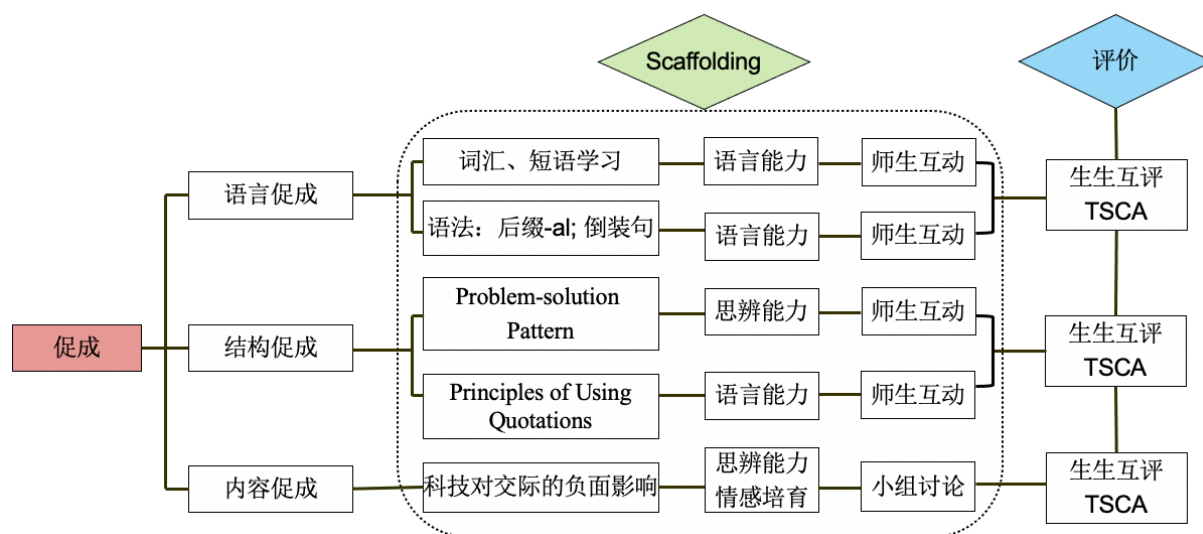 Scaffolding
评价
词汇、短语学习
语言能力
师生互动
生生互评
TSCA
语言促成
语法：后缀-al; 倒装句
语言能力
师生互动
Problem-solution
Pattern
思辨能力
师生互动
促成
结构促成
生生互评
TSCA
Principles of Using
Quotations
语言能力
师生互动
内容促成
科技对交际的负面影响
思辨能力
情感培育
小组讨论
生生互评
TSCA